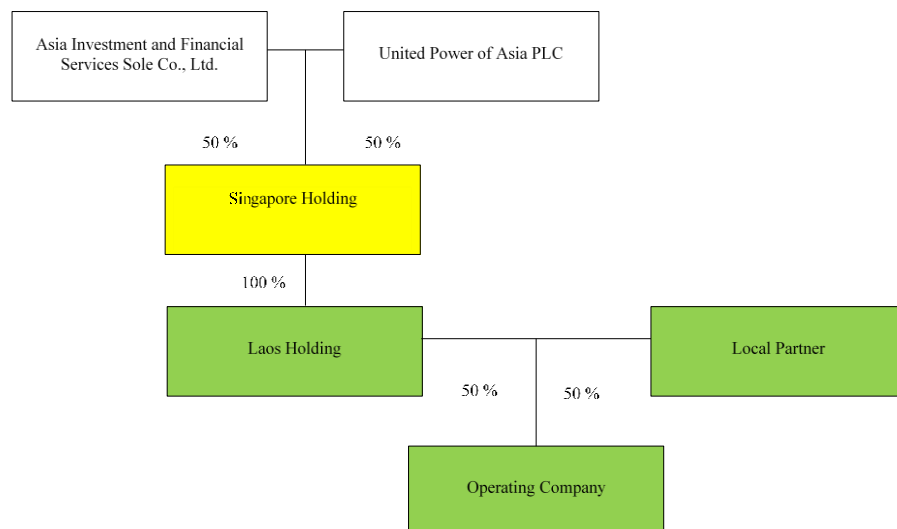 Asia Investment and Financial
Services Sole Co., Ltd.
United Power of Asia PLC
50 %
50 %
Singapore Holding
100 %
Laos Holding
Local Partner
50 %
50 %
Operating Company